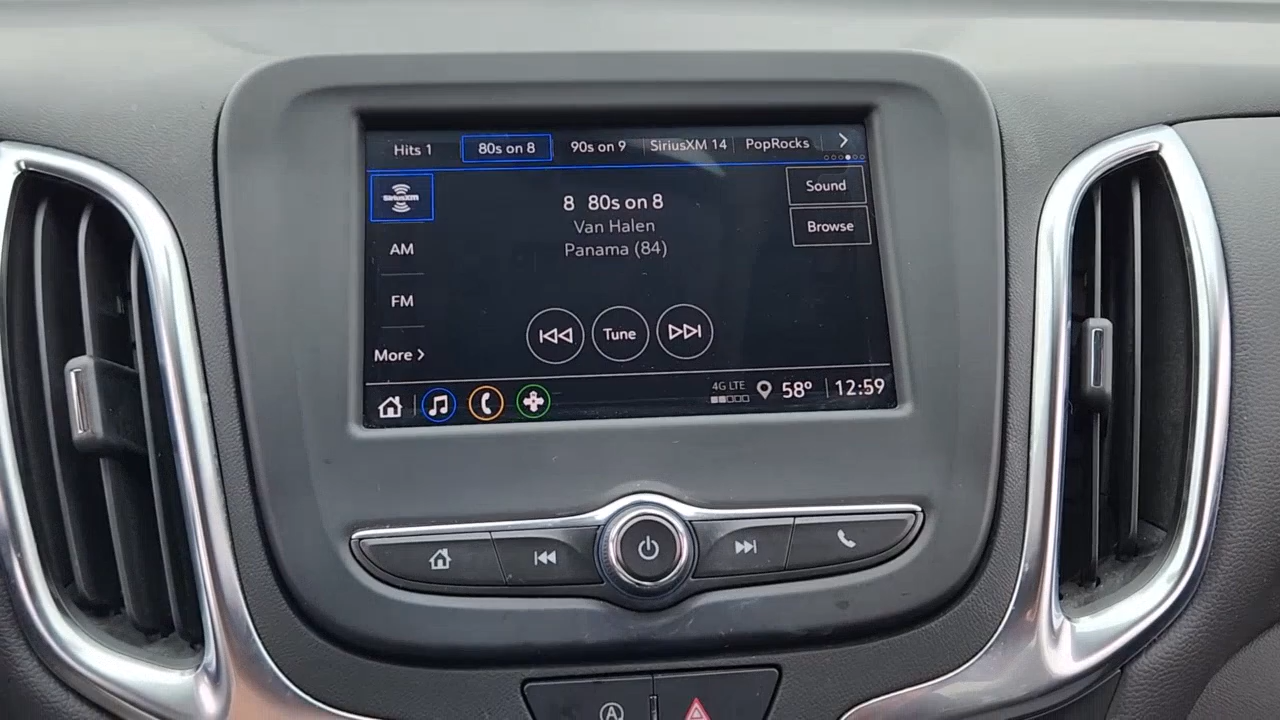 Hits 1 80s on 8 90s on 9 SiriusXM 14 PopRocks
SiriusXM
Sound
8 80s on 8
Van Halen
Browse
AM
Panama (84)
FM
Tune
More
4G LTE 58° 12:59
A